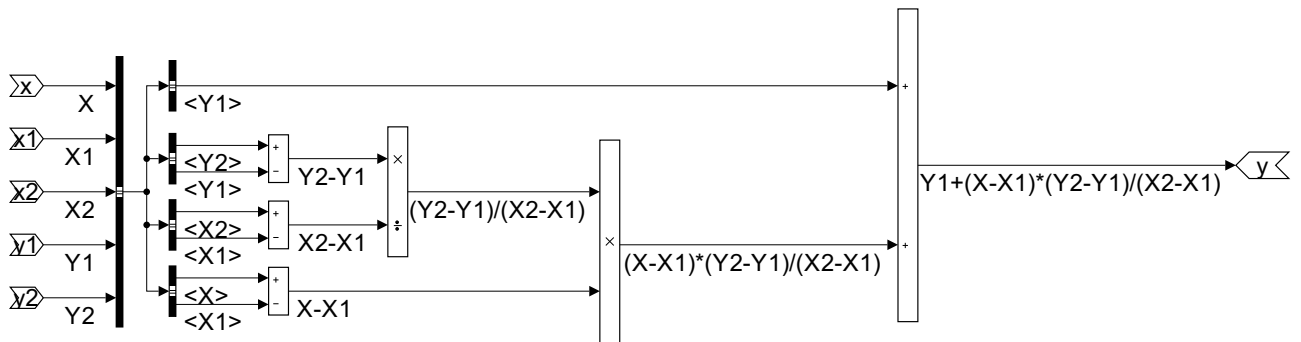 x
X
x1
X1
x2
X2
y1
Y1
y2
Y2
<Y1>
<Y2>
<Y1>
<X2>
<X1>
<X>
<X1>
+
−
Y2-Y1
+
−
X2-X1
+
−
X-X1
×
÷
(Y2-Y1)/(X2-X1)
×
(X-X1)*(Y2-Y1)/(X2-X1)
+
+
Y1+(X-X1)*(Y2-Y1)/(X2-X1)
y